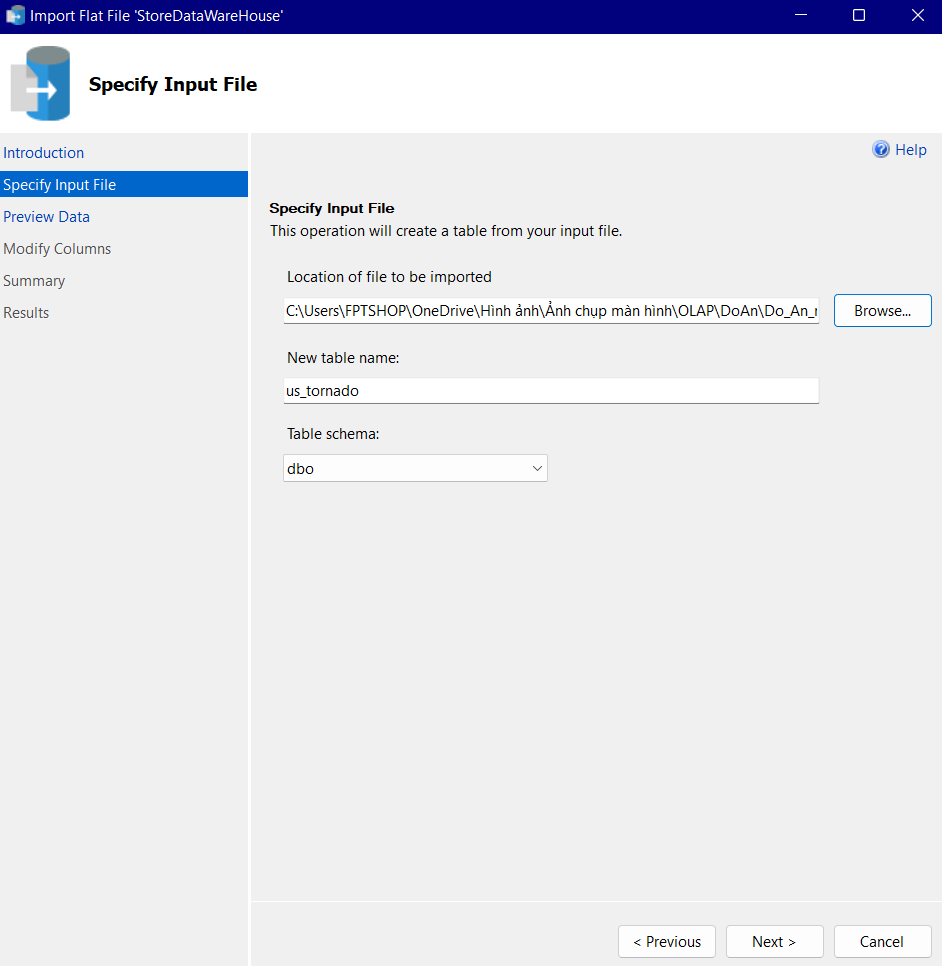 Import Flat File 'StoreDataWareHouse'
Specify Input File
Introduction
Specify Input File
Preview Data
Modify Columns
Summary
Results
Help
Specify Input File
This operation will create a table from your input file.
Location of file to be imported
C:\Users\FPTSHOP\OneDrive\Hình ảnh\Ảnh chụp màn hình\OLAP\DoAn\Do_An_
Browse...
New table name:
us_tornado
Table schema:
dbo
< Previous
Next >
Cancel